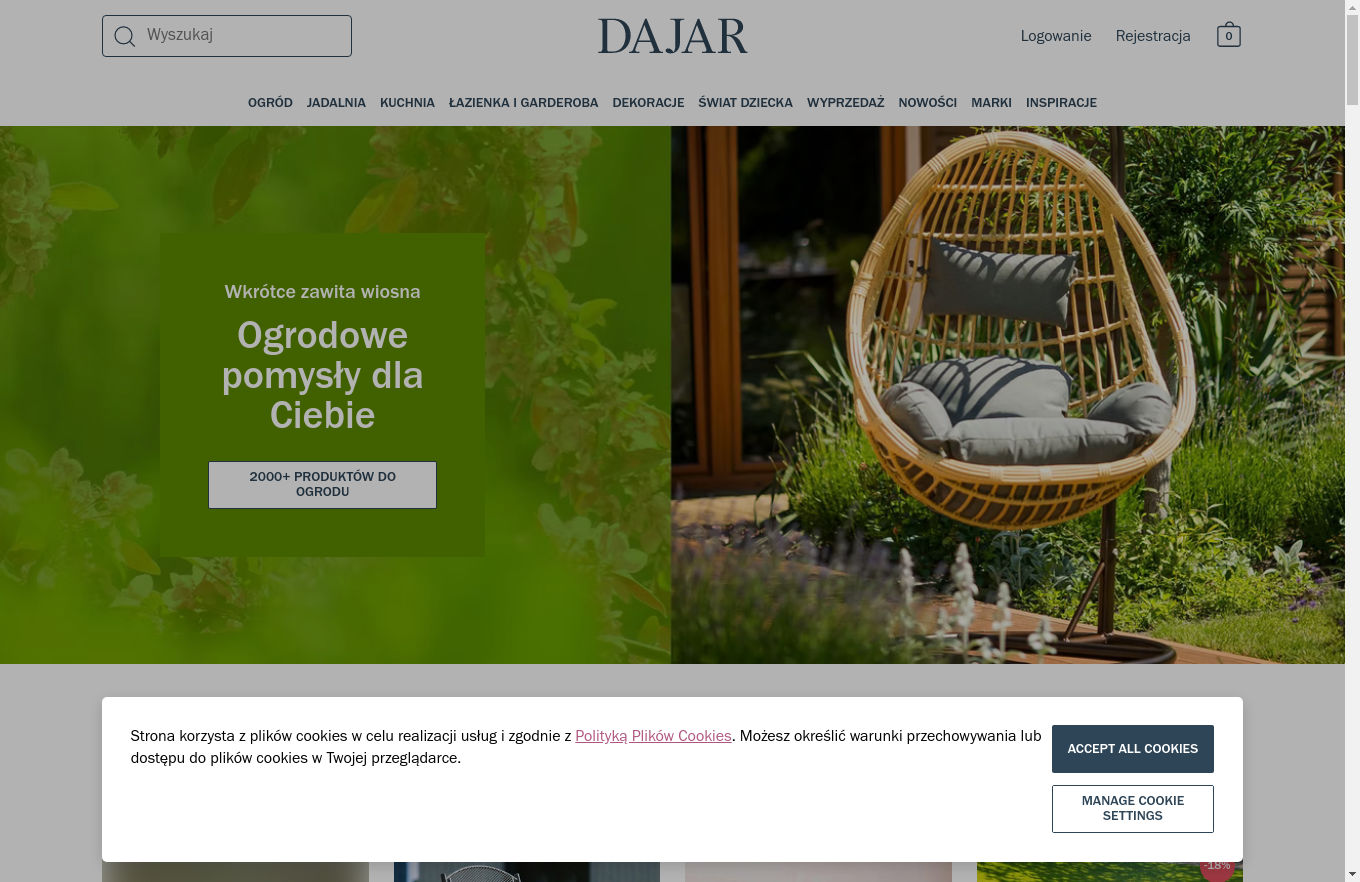 Wyszukaj
DAJAR
Logowanie
Rejestracja
0
OGRÓD JADALNIA KUCHNIA ŁAZIENKA I GARDEROBA DEKORACJE ŚWIAT DZIECKA WYPRZEDAŻ NOWOŚCI MARKI INSPIRACJE
Wkrótce zawita wiosna
Ogrodowe
pomysły dla
Ciebie
2000+ PRODUKTÓW DO
OGRODU
Strona korzysta z plików cookies w celu realizacji usług i zgodnie z Polityką Plików Cookies. Możesz określić warunki przechowywania lub
dostępu do plików cookies w Twojej przeglądarce.
ACCEPT ALL COOKIES
MANAGE COOKIE
SETTINGS
-18%